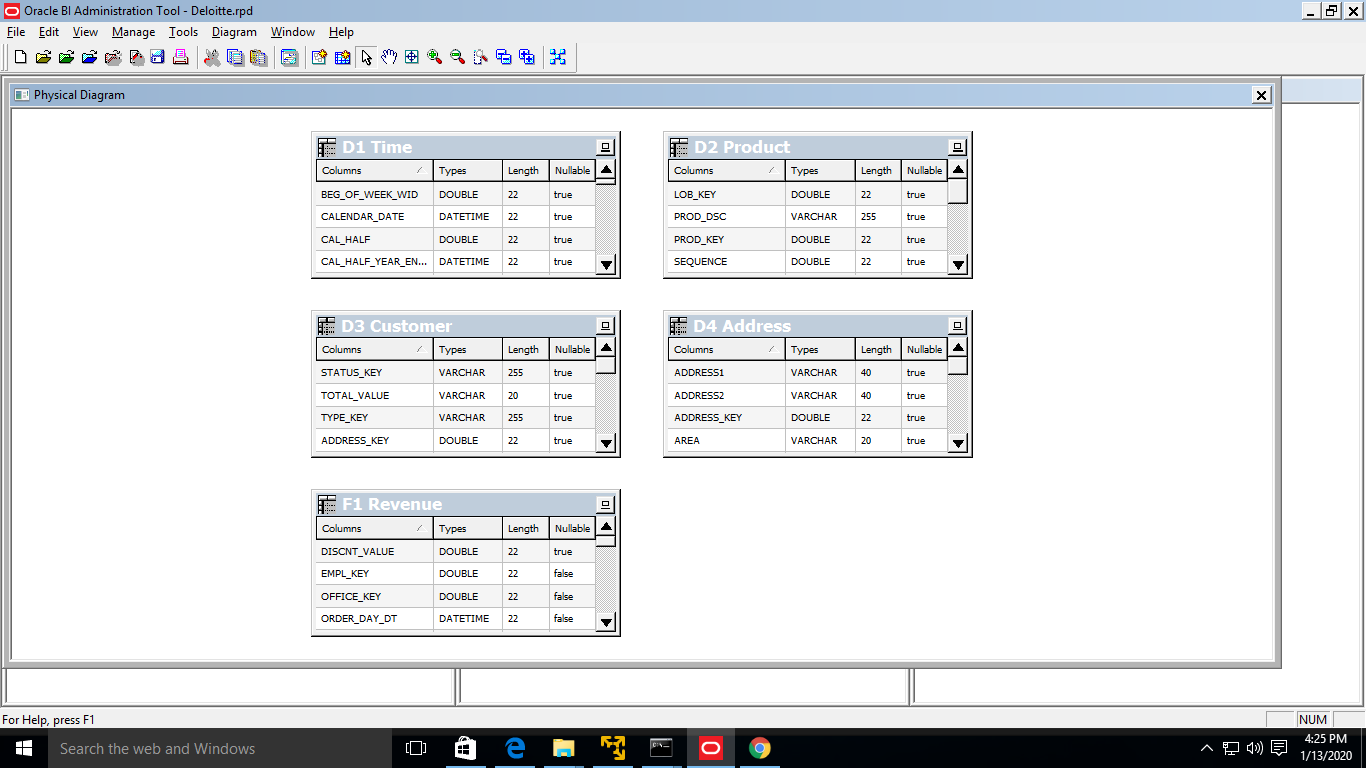 Oracle BI Administration Tool - Deloitte.rpd
File Edit View Manage Tools Diagram Window Help
Physical Diagram
D1 Time
Columns Types Length Nullable
BEG_OF_WEEK_WID DOUBLE 22 true
CALENDAR_DATE DATETIME 22 true
CAL_HALF DOUBLE 22 true
CAL_HALF_YEAR_EN... DATETIME 22 true
D2 Product
Columns Types Length Nullable
LOB_KEY DOUBLE 22 true
PROD_DSC VARCHAR 255 true
PROD_KEY DOUBLE 22 true
SEQUENCE DOUBLE 22 true
D3 Customer
Columns Types Length Nullable
STATUS_KEY VARCHAR 255 true
TOTAL_VALUE VARCHAR 20 true
TYPE_KEY VARCHAR 255 true
ADDRESS_KEY DOUBLE 22 true
D4 Address
Columns Types Length Nullable
ADDRESS1 VARCHAR 40 true
ADDRESS2 VARCHAR 40 true
ADDRESS_KEY DOUBLE 22 true
AREA VARCHAR 20 true
F1 Revenue
Columns Types Length Nullable
DISCNT_VALUE DOUBLE 22 true
EMPL_KEY DOUBLE 22 false
OFFICE_KEY DOUBLE 22 false
ORDER_DAY_DT DATETIME 22 false
For Help, press F1
NUM
Search the web and Windows
4:25 PM
1/13/2020